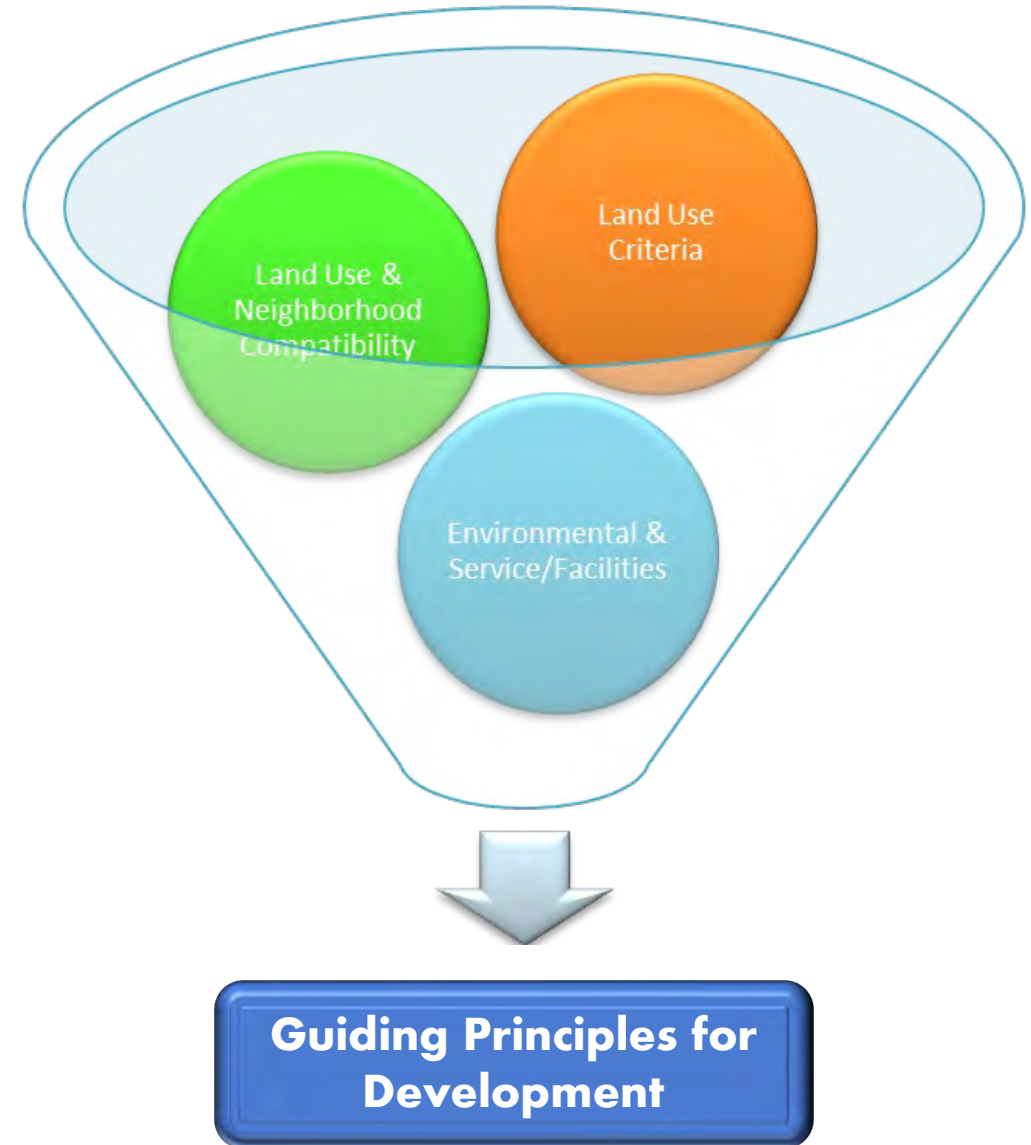 Land Use
Criteria
Land Use &
Neighborhood
Compatibility
Environmental &
Service/Facilities
Guiding Principles for
Development